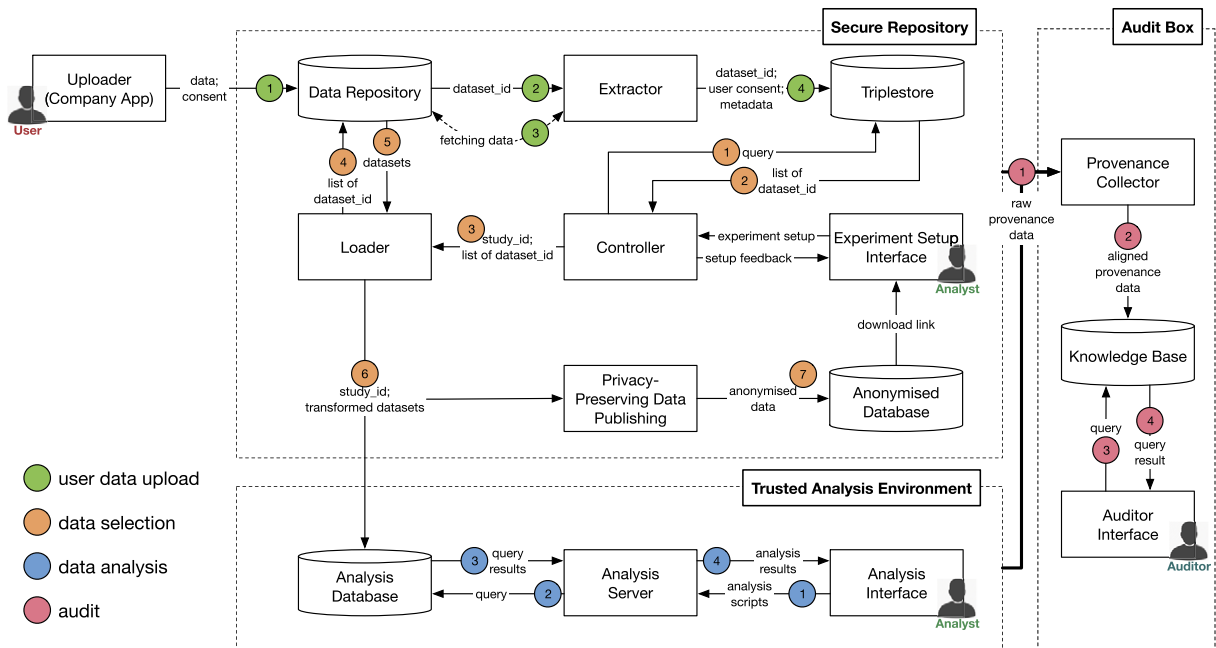 Secure Repository
Audit Box
Uploader
(Company App)
User
data;
consent
1
Data Repository
dataset_id
2
Extractor
dataset_id;
user consent;
metadata
4
Triplestore
fetching data
3
5
datasets
4
list of
dataset_id
1
query
2
list of
dataset_id
1
raw
provenance
data
Provenance
Collector
2
aligned
provenance
data
Loader
3
study_id;
list of dataset_id
Controller
experiment setup
setup feedback
Experiment Setup
Interface
Analyst
download link
Knowledge Base
6
study_id;
transformed datasets
Privacy-
Preserving Data
Publishing
7
anonymised
data
Anonymised
Database
query
3
4
query
result
Auditor
Interface
Auditor
user data upload
data selection
data analysis
audit
Trusted Analysis Environment
Analysis
Database
3
query
results
query
2
Analysis
Server
4
analysis
results
analysis
scripts
1
Analysis
Interface
Analyst